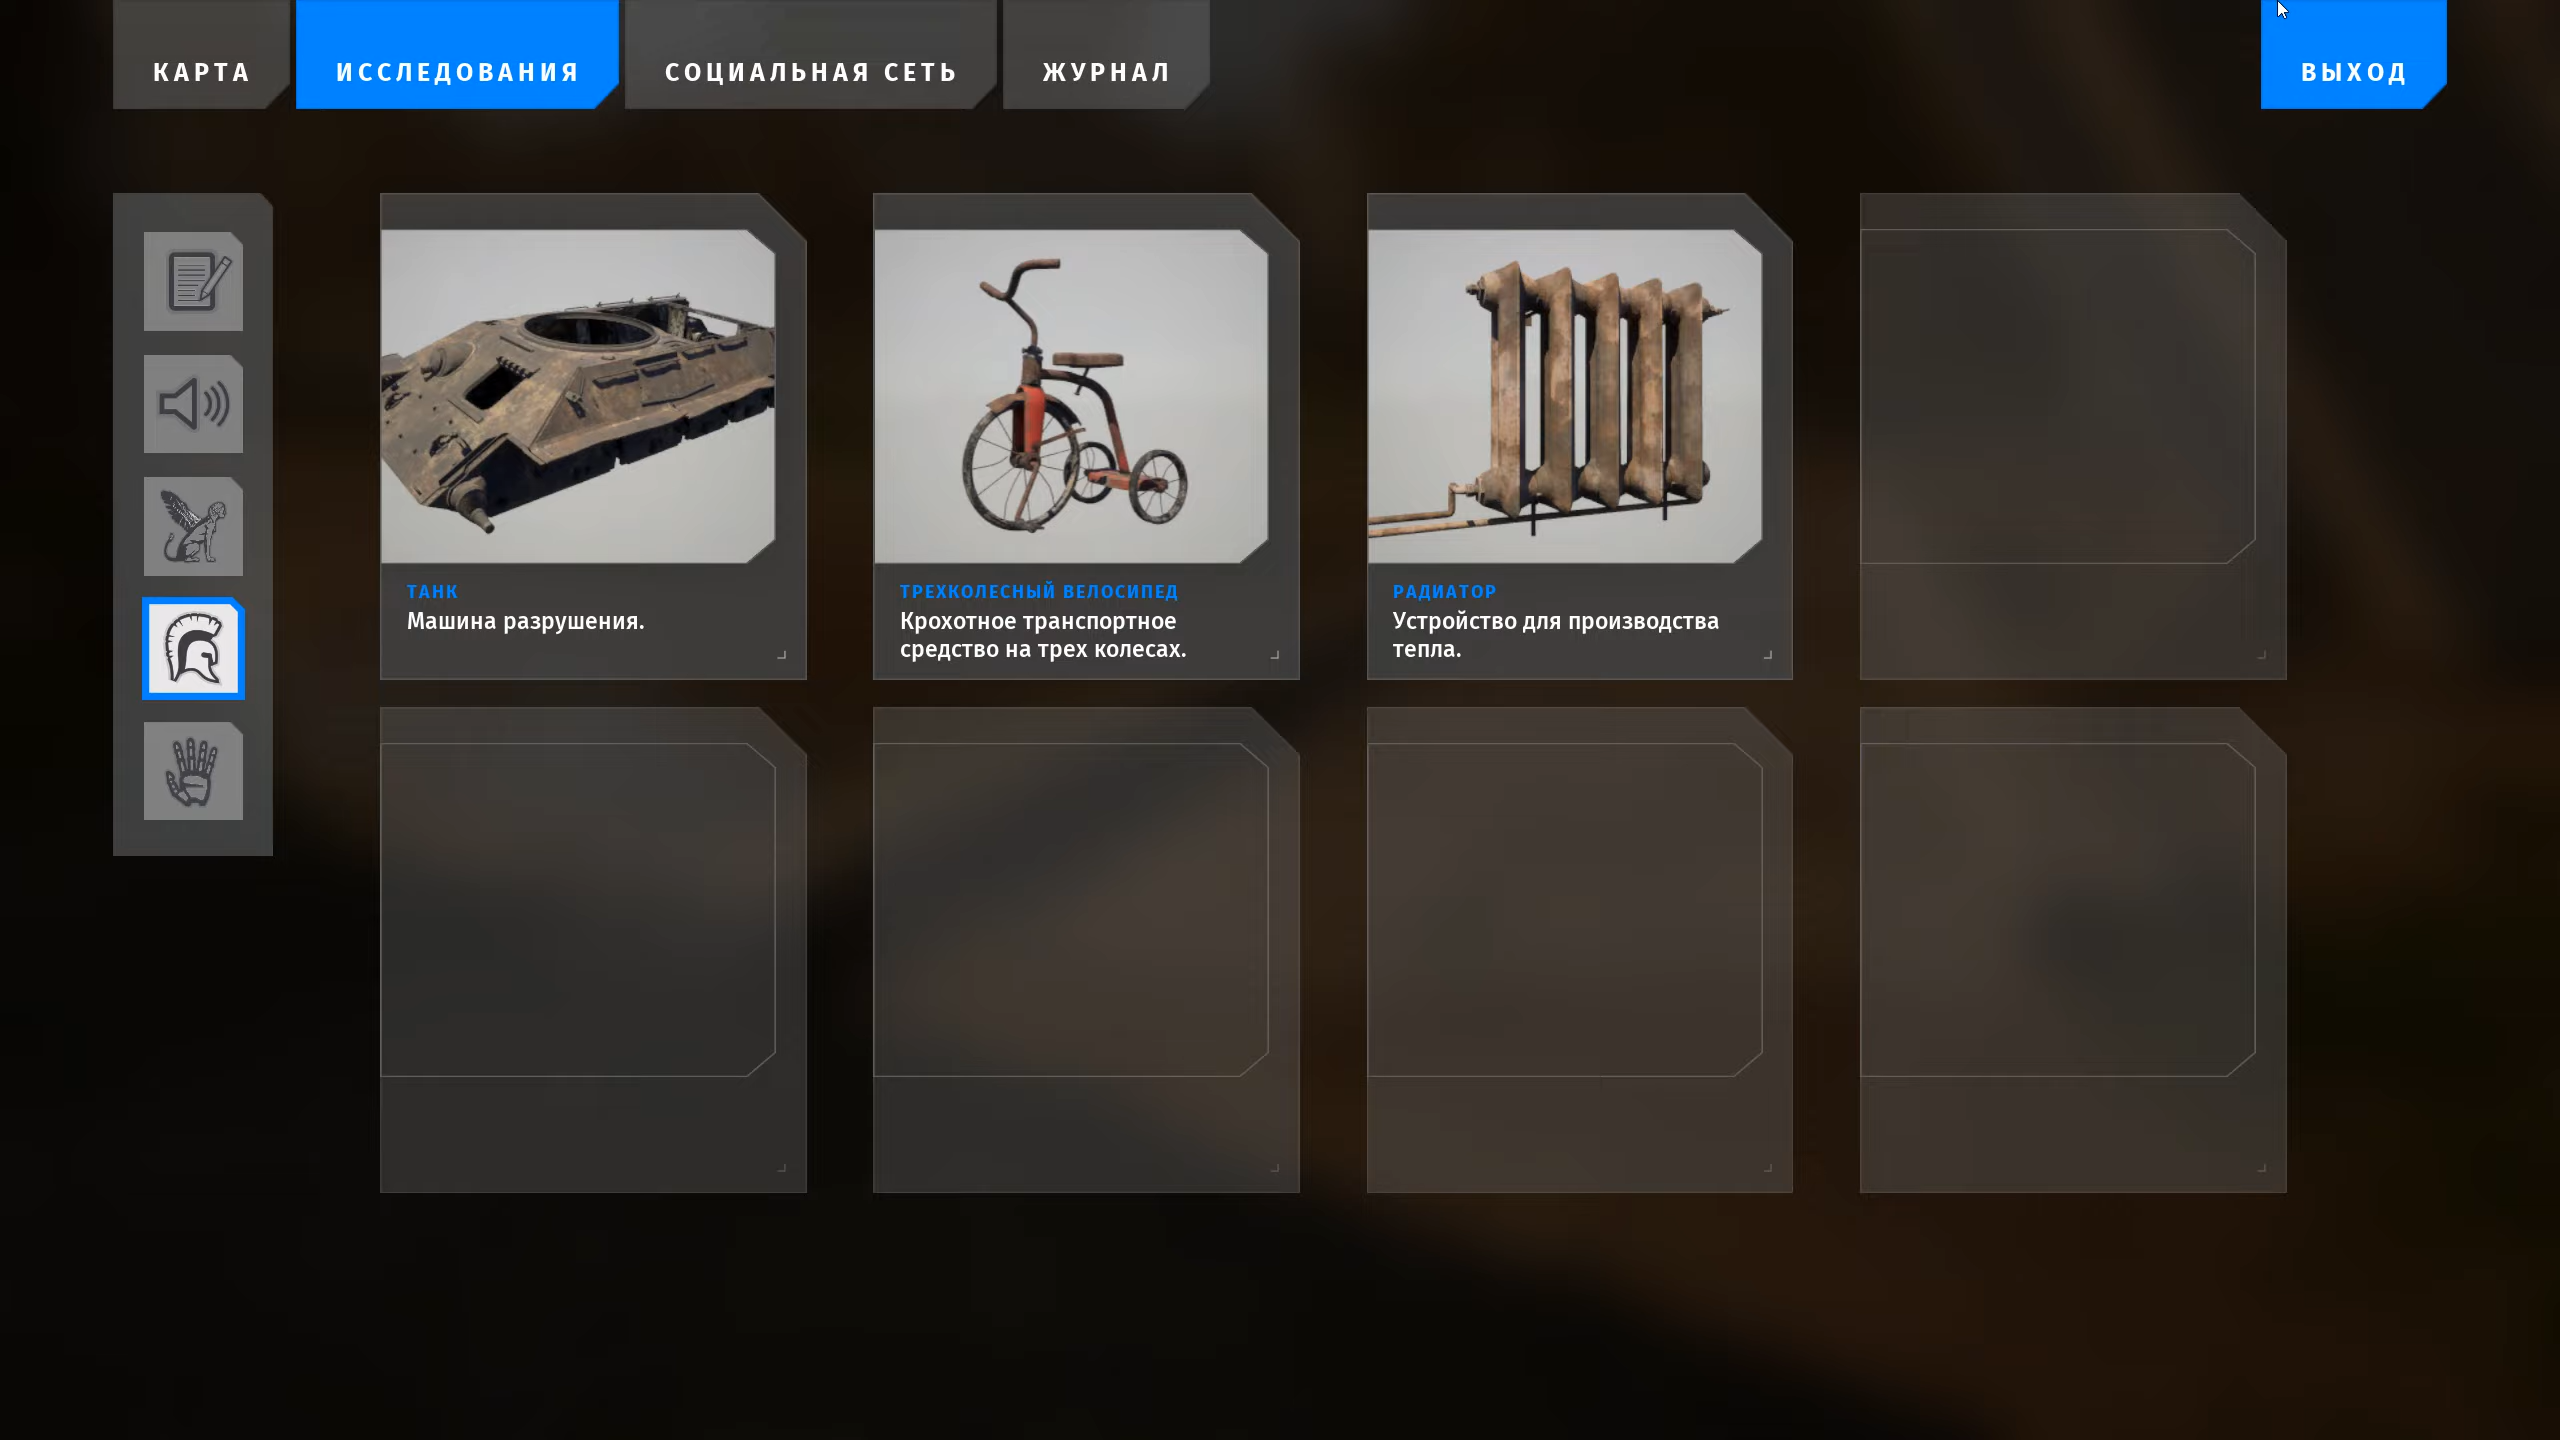 КАРТА
ИССЛЕДОВАНИЯ
СОЦИАЛЬНАЯ СЕТЬ
ЖУРНАЛ
ВЫХОД
ТАНК
Машина разрушения.
ТРЕХКОЛЕСНЫЙ ВЕЛОСИПЕД
Крохотное транспортное
средство на трех колесах.
РАДИАТОР
Устройство для производства
тепла.